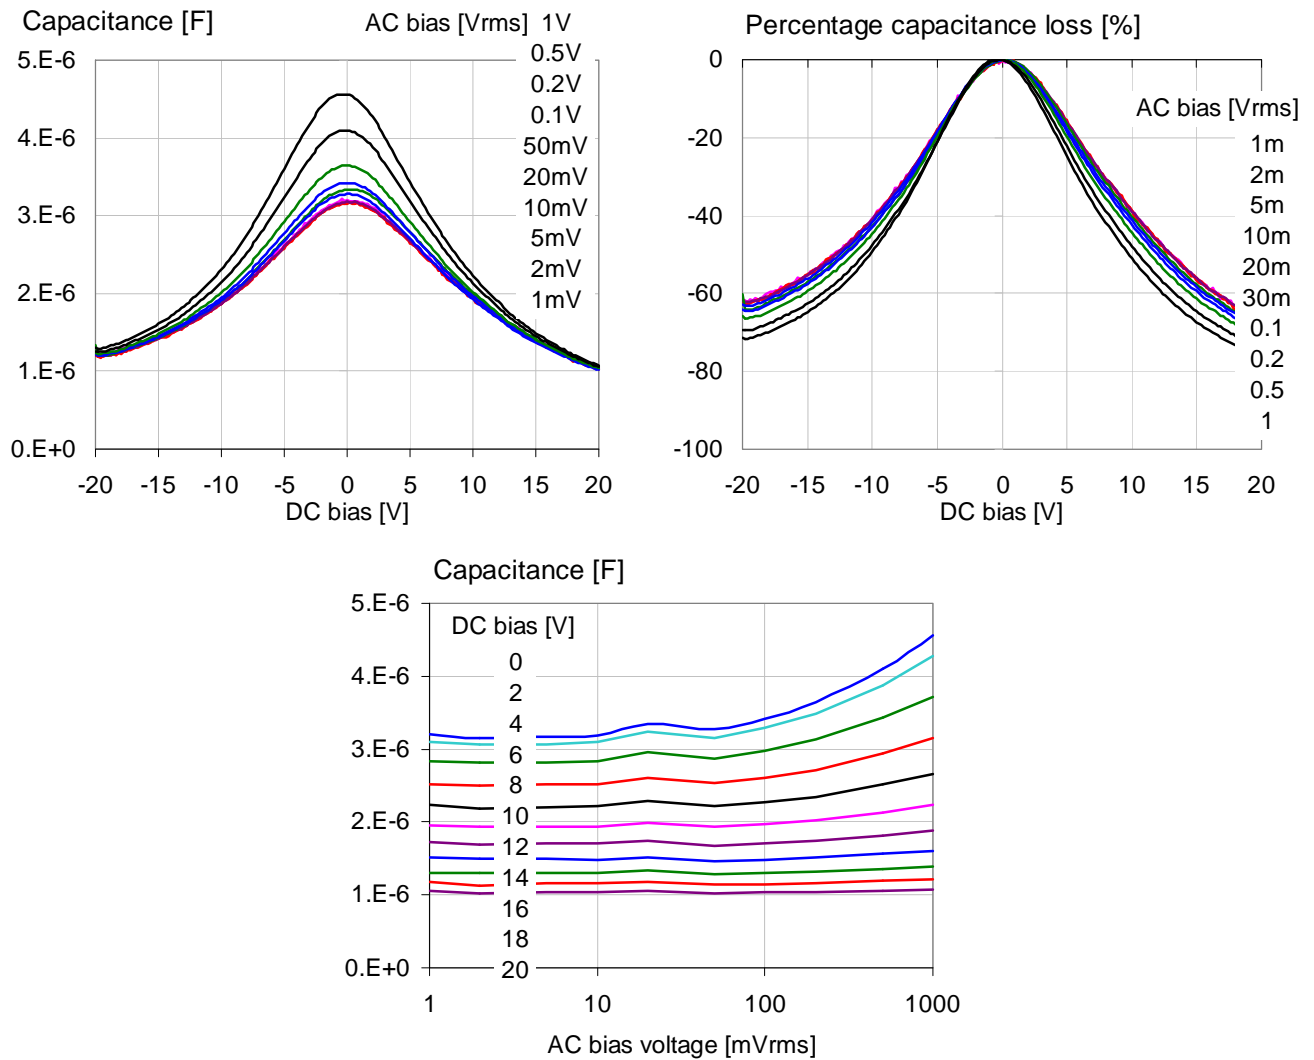 Capacitance [F]
AC bias [Vrms] 1V
0.5V
0.2V
0.1V
50mV
20mV
10mV
5mV
2mV
1mV
5.E-6
4.E-6
3.E-6
2.E-6
1.E-6
0.E+0
-20 -15 -10 -5 0 5 10 15 20
DC bias [V]
Percentage capacitance loss [%]
AC bias [Vrms]
1m
2m
5m
10m
20m
30m
0.1
0.2
0.5
1
0
-20
-40
-60
-80
-100
-20 -15 -10 -5 0 5 10 15 20
DC bias [V]
Capacitance [F]
DC bias [V]
0
2
4
6
8
10
12
14
16
18
20
5.E-6
4.E-6
3.E-6
2.E-6
1.E-6
0.E+0
1 10 100 1000
AC bias voltage [mVrms]